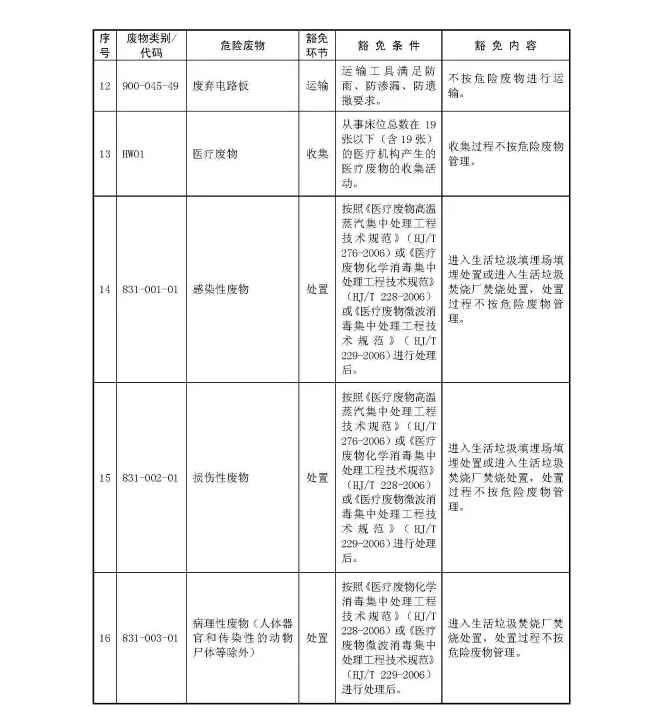 序号 废物类别/代码 危险废物 豁免环节 豁免条件 豁免内容
12 900-045-49 废弃电路板 运输
运输工具满足防
雨、防渗漏、防遗
撒要求。
不按危险废物进行运
输。
13 HW01 医疗废物 收集
从事床位总数在 19
张以下（含 19 张）
的医疗机构产生的
医疗废物的收集活
动。
收集过程不按危险废物
管理。
14 831-001-01 感染性废物 处置
按照《医疗废物高温
蒸汽集中处理工程
技术规范》（HJ/T
276-2006）或《医疗
废物化学消毒集中
处理工程技术规范》
（HJ/T 228-2006）
或《医疗废物微波消
毒集中处理工程技
术规范》（HJ/T
229-2006）进行处理
后。
进入生活垃圾填埋场填
埋处置或进入生活垃圾
焚烧厂焚烧处置，处置
过程不按危险废物管
理。
15 831-002-01 损伤性废物 处置
按照《医疗废物高温
蒸汽集中处理工程
技术规范》（HJ/T
276-2006）或《医疗
废物化学消毒集中
处理工程技术规范》
（HJ/T 228-2006）
或《医疗废物微波消
毒集中处理工程技
术规范》（HJ/T
229-2006）进行处理
后。
进入生活垃圾填埋场填
埋处置或进入生活垃圾
焚烧厂焚烧处置，处置
过程不按危险废物管
理。
16 831-003-01
病理性废物（人体器
官和传染性的动物
尸体等除外）
处置
按照《医疗废物化学
消毒集中处理工程
技术规范》（HJ/T
228-2006）或《医疗
废物微波消毒集中
处理工程技术规范》
（HJ/T 229-2006）
进行处理后。
进入生活垃圾焚烧厂焚
烧处置，处置过程不按
危险废物管理。